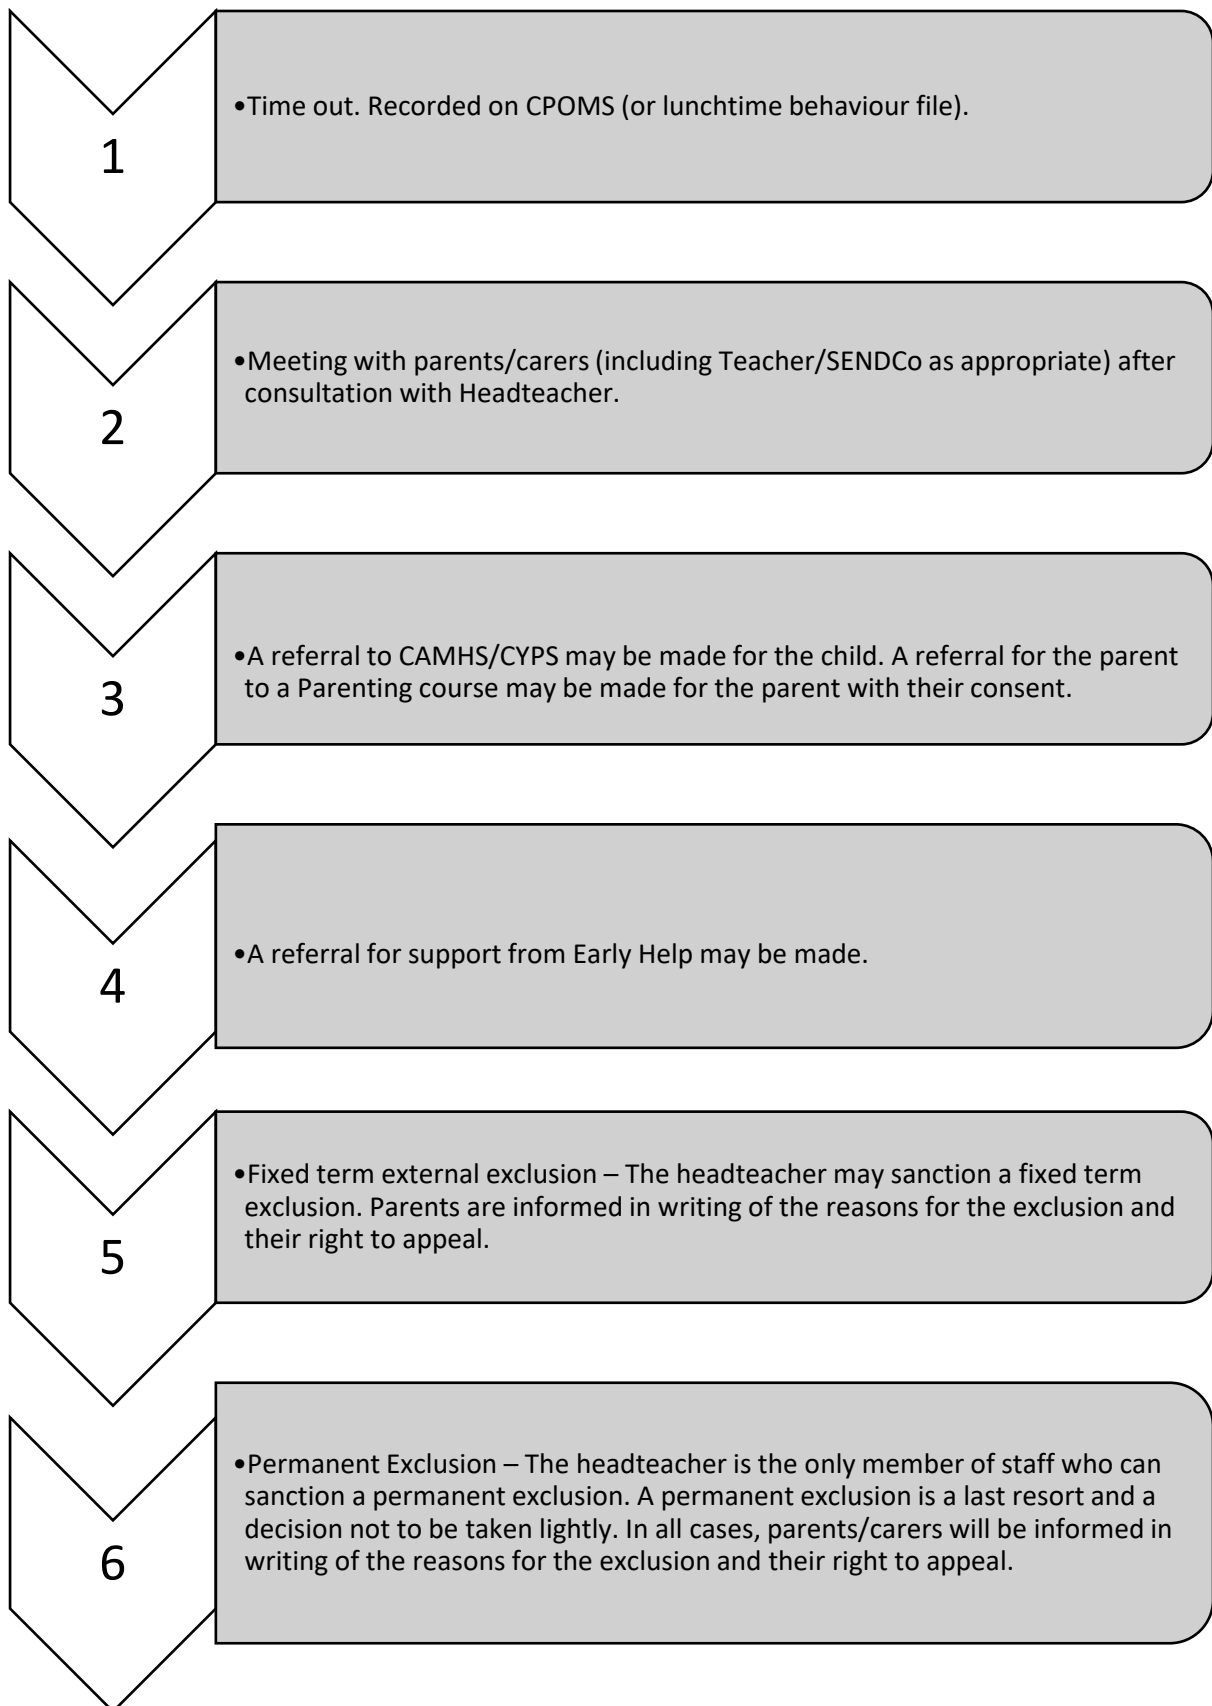 1
•Time out. Recorded on CPOMS (or lunchtime behaviour file).
2
•Meeting with parents/carers (including Teacher/SENDCo as appropriate) after
consultation with Headteacher.
3
•A referral to CAMHS/CYPS may be made for the child. A referral for the parent
to a Parenting course may be made for the parent with their consent.
4
•A referral for support from Early Help may be made.
5
•Fixed term external exclusion – The headteacher may sanction a fixed term
exclusion. Parents are informed in writing of the reasons for the exclusion and
their right to appeal.
6
•Permanent Exclusion – The headteacher is the only member of staff who can
sanction a permanent exclusion. A permanent exclusion is a last resort and a
decision not to be taken lightly. In all cases, parents/carers will be informed in
writing of the reasons for the exclusion and their right to appeal.